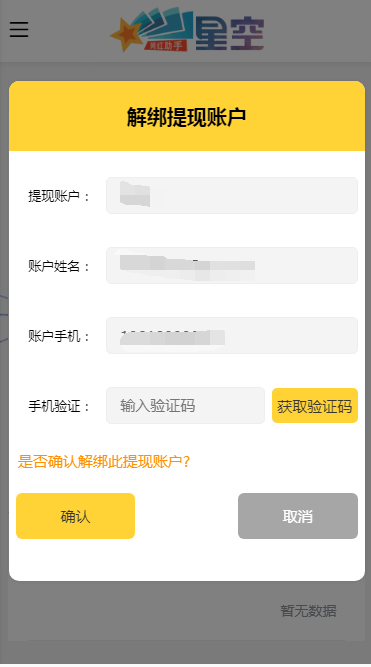 网红助手
星空
解绑提现账户
提现账户：
账户姓名：
账户手机：
手机验证： 输入验证码 获取验证码
是否确认解绑此提现账户?
确认 取消
暂无数据